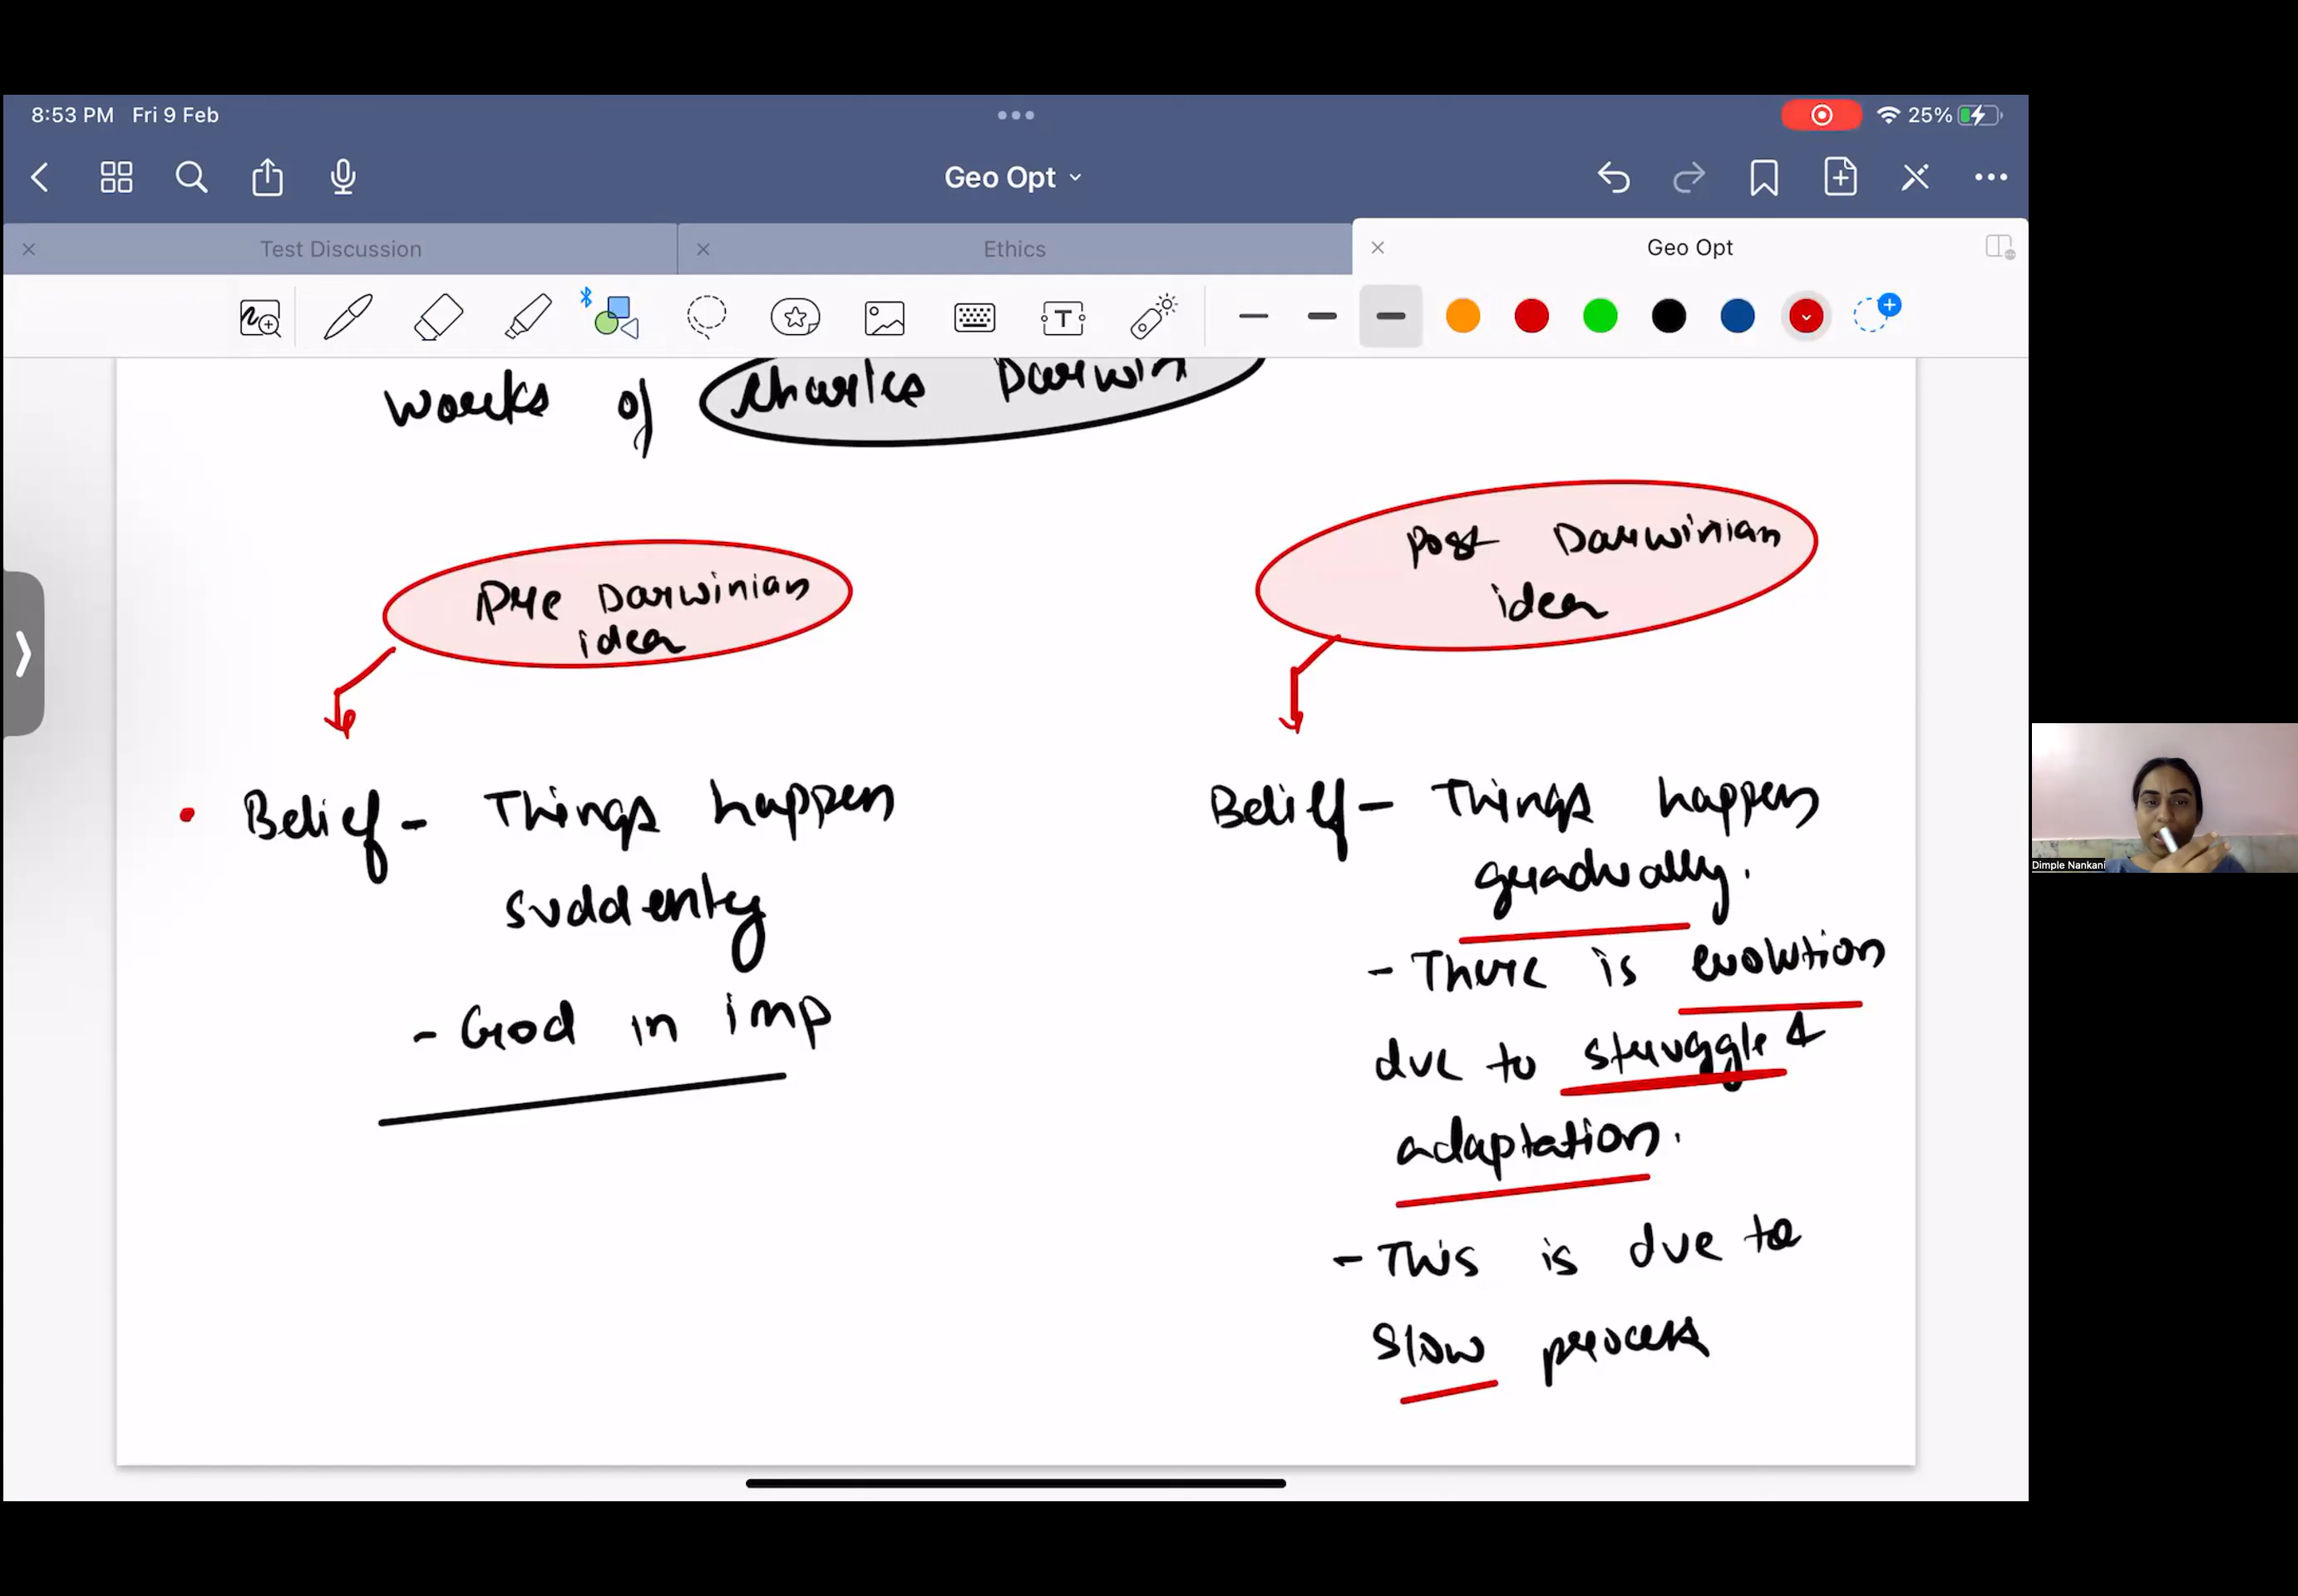 8:53 PM Fri 9 Feb
25%
Geo Opt
Test Discussion
Ethics
Geo Opt
works of Charles Darwin
Pre Darwinian
idea
Post Darwinian
idea
Belief - Things happen
suddenly
- God in imp
Belief - Things happen
gradually.
- There is evolution
due to struggle &
adaptation.
- This is due to
slow process
Dimple Nankani